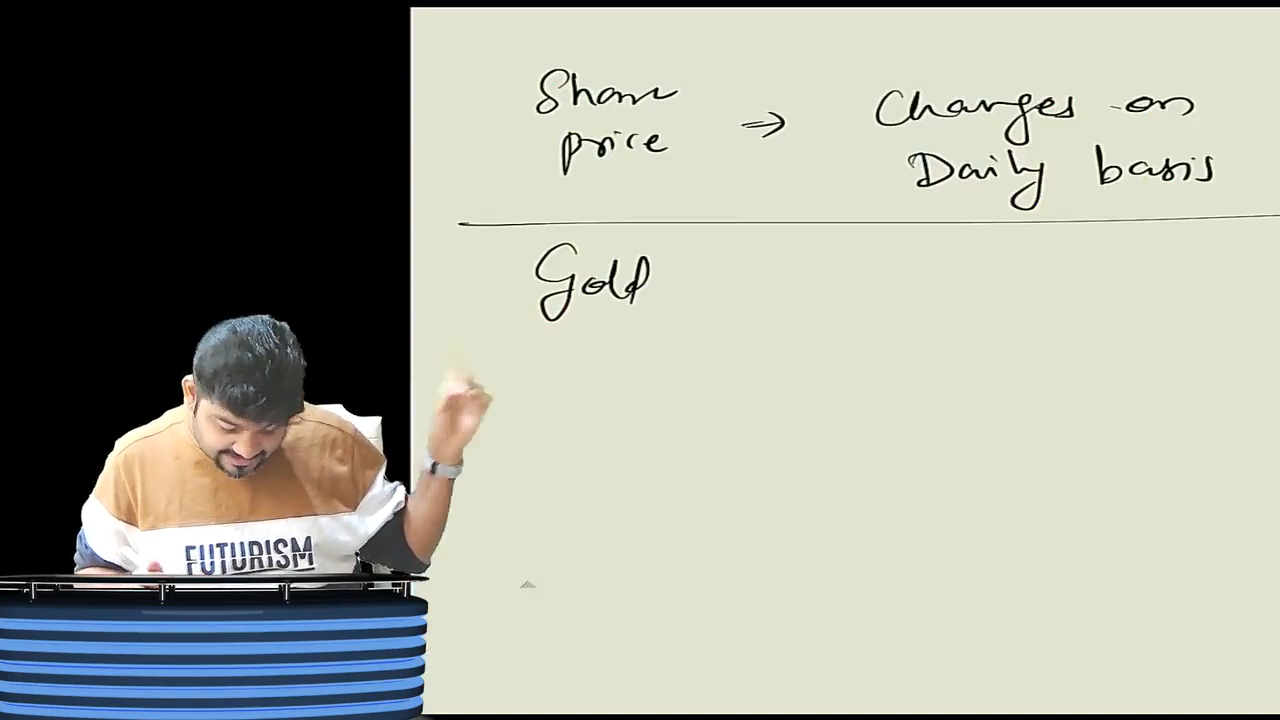 Share
price ⇒ Changes on
Daily basis
Gold
FUTURISM